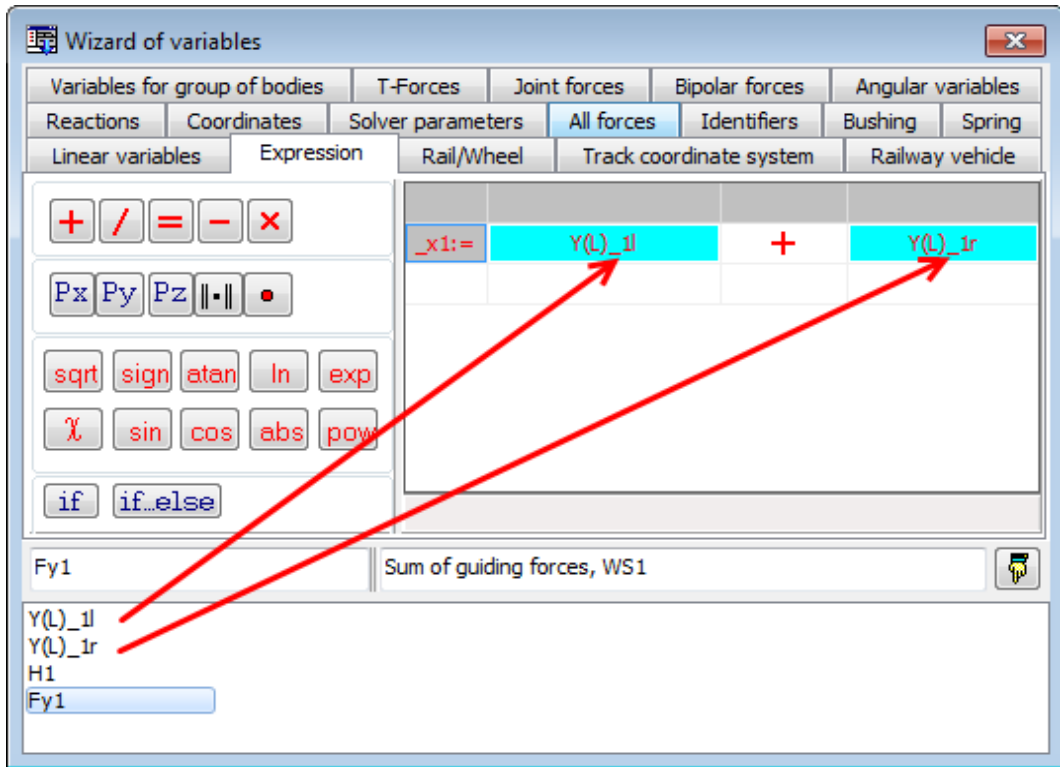 Wizard of variables
Variables for group of bodies T-Forces Joint forces Bipolar forces Angular variables
Reactions Coordinates Solver parameters All forces Identifiers Bushing Spring
Linear variables Expression Rail/Wheel Track coordinate system Railway vehicle
+ / = - ×
_x1:= Y(L)_1l + Y(L)_1r
Px Py Pz ‖▪‖ •
sqrt sign atan ln exp
χ sin cos abs pow
if if…else
Fy1 Sum of guiding forces, WS1
Y(L)_1l
Y(L)_1r
H1
Fy1